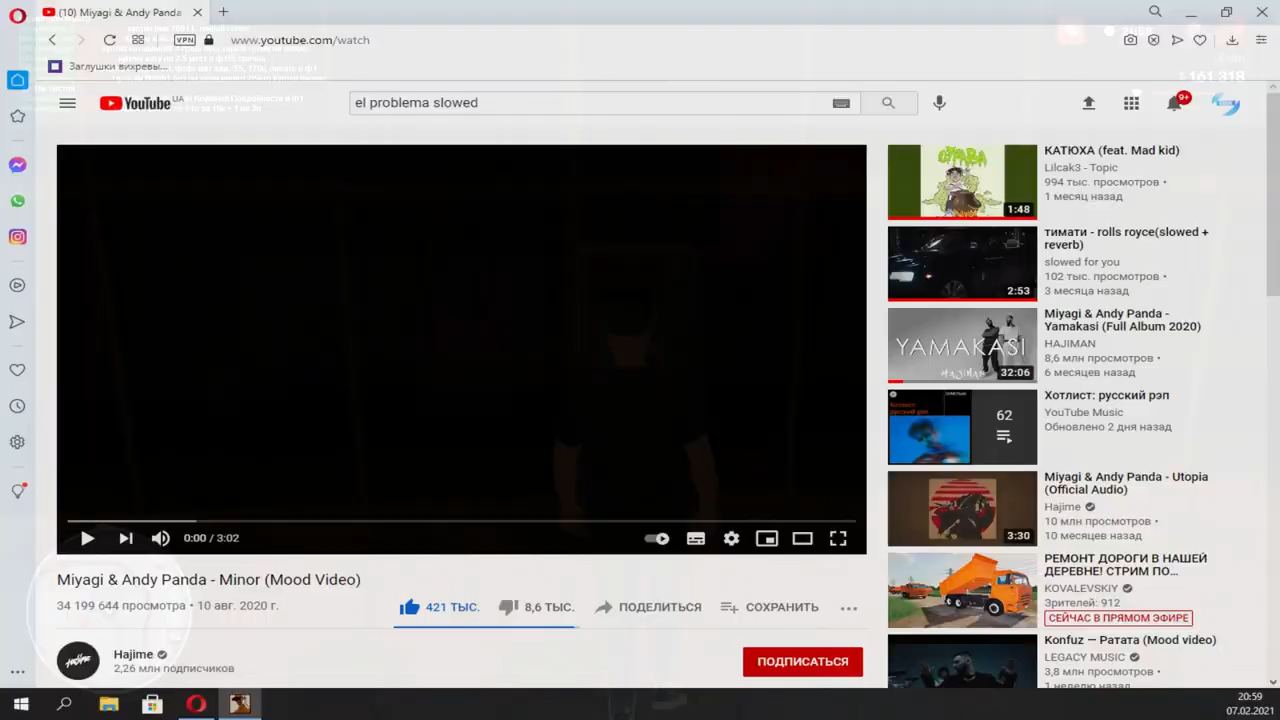 (10) Miyagi & Andy Panda
VPN
www.youtube.com/watch
Заглушки вихревы...
161 318
YouTube UA
el problema slowed
9+
0:00 / 3:02
Miyagi & Andy Panda - Minor (Mood Video)
34 199 644 просмотра • 10 авг. 2020 г.
421 ТЫС.
8,6 ТЫС.
ПОДЕЛИТЬСЯ
СОХРАНИТЬ
Hajime
2,26 млн подписчиков
ПОДПИСАТЬСЯ
1:48
КАТЮХА (feat. Mad kid)
Lilcak3 - Topic
994 тыс. просмотров •
1 месяц назад
2:53
тимати - rolls royce(slowed +
reverb)
slowed for you
102 тыс. просмотров •
3 месяца назад
YAMAKASI
32:06
Miyagi & Andy Panda -
Yamakasi (Full Album 2020)
HAJIMAN
8,6 млн просмотров •
6 месяцев назад
62
Хотлист: русский рэп
YouTube Music
Обновлено 2 дня назад
3:30
Miyagi & Andy Panda - Utopia
(Official Audio)
Hajime
10 млн просмотров •
10 месяцев назад
РЕМОНТ ДОРОГИ В НАШЕЙ
ДЕРЕВНЕ! СТРИМ ПО...
KOVALEVSKIY
Зрителей: 912
СЕЙЧАС В ПРЯМОМ ЭФИРЕ
Konfuz — Ратата (Mood video)
LEGACY MUSIC
3,8 млн просмотров •
1 неделю назад
20:59
07.02.2021